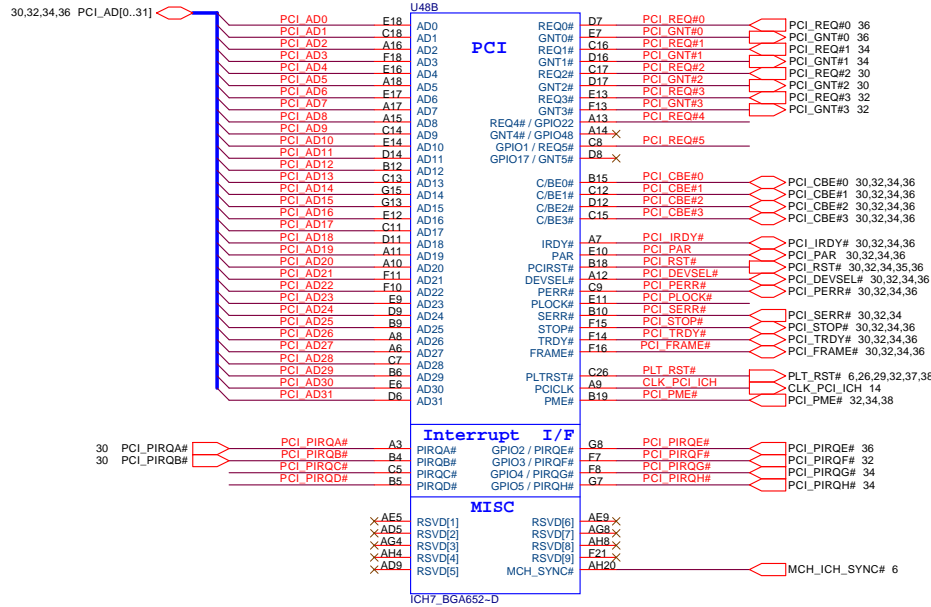 U48B
30,32,34,36 PCI_AD[0..31]
PCI
PCI_AD0 E18 AD0 REQ0# D7 PCI_REQ#0 PCI_REQ#0 36
PCI_AD1 C18 AD1 GNT0# E7 PCI_GNT#0 PCI_GNT#0 36
PCI_AD2 A16 AD2 REQ1# C16 PCI_REQ#1 PCI_REQ#1 34
PCI_AD3 F18 AD3 GNT1# D16 PCI_GNT#1 PCI_GNT#1 34
PCI_AD4 E16 AD4 REQ2# C17 PCI_REQ#2 PCI_REQ#2 30
PCI_AD5 A18 AD5 GNT2# D17 PCI_GNT#2 PCI_GNT#2 30
PCI_AD6 E17 AD6 REQ3# E13 PCI_REQ#3 PCI_REQ#3 32
PCI_AD7 A17 AD7 GNT3# F13 PCI_GNT#3 PCI_GNT#3 32
PCI_AD8 A15 AD8 REQ4# / GPIO22 A13 PCI_REQ#4
PCI_AD9 C14 AD9 GNT4# / GPIO48 A14
PCI_AD10 E14 AD10 GPIO1 / REQ5# C8 PCI_REQ#5
PCI_AD11 D14 AD11 GPIO17 / GNT5# D8
PCI_AD12 B12 AD12
PCI_AD13 C13 AD13 C/BE0# B15 PCI_CBE#0 PCI_CBE#0 30,32,34,36
PCI_AD14 G15 AD14 C/BE1# C12 PCI_CBE#1 PCI_CBE#1 30,32,34,36
PCI_AD15 G13 AD15 C/BE2# D12 PCI_CBE#2 PCI_CBE#2 30,32,34,36
PCI_AD16 E12 AD16 C/BE3# C15 PCI_CBE#3 PCI_CBE#3 30,32,34,36
PCI_AD17 C11 AD17
PCI_AD18 D11 AD18 IRDY# A7 PCI_IRDY# PCI_IRDY# 30,32,34,36
PCI_AD19 A11 AD19 PAR E10 PCI_PAR PCI_PAR 30,32,34,36
PCI_AD20 A10 AD20 PCIRST# B18 PCI_RST# PCI_RST# 30,32,34,35,36
PCI_AD21 F11 AD21 DEVSEL# A12 PCI_DEVSEL# PCI_DEVSEL# 30,32,34,36
PCI_AD22 F10 AD22 PERR# C9 PCI_PERR# PCI_PERR# 30,32,34,36
PCI_AD23 E9 AD23 PLOCK# E11 PCI_PLOCK#
PCI_AD24 D9 AD24 SERR# B10 PCI_SERR# PCI_SERR# 30,32,34
PCI_AD25 B9 AD25 STOP# F15 PCI_STOP# PCI_STOP# 30,32,34,36
PCI_AD26 A8 AD26 TRDY# F14 PCI_TRDY# PCI_TRDY# 30,32,34,36
PCI_AD27 A6 AD27 FRAME# F16 PCI_FRAME# PCI_FRAME# 30,32,34,36
PCI_AD28 C7 AD28
PCI_AD29 B6 AD29 PLTRST# C26 PLT_RST# PLT_RST# 6,26,29,32,37,38
PCI_AD30 E6 AD30 PCICLK A9 CLK_PCI_ICH CLK_PCI_ICH 14
PCI_AD31 D6 AD31 PME# B19 PCI_PME# PCI_PME# 32,34,38
Interrupt I/F
30 PCI_PIRQA# PCI_PIRQA# A3 PIRQA# GPIO2 / PIRQE# G8 PCI_PIRQE# PCI_PIRQE# 36
30 PCI_PIRQB# PCI_PIRQB# B4 PIRQB# GPIO3 / PIRQF# F7 PCI_PIRQF# PCI_PIRQF# 32
PCI_PIRQC# C5 PIRQC# GPIO4 / PIRQG# F8 PCI_PIRQG# PCI_PIRQG# 34
PCI_PIRQD# B5 PIRQD# GPIO5 / PIRQH# G7 PCI_PIRQH# PCI_PIRQH# 34
MISC
AE5 RSVD[1] RSVD[6] AE9
AD5 RSVD[2] RSVD[7] AG8
AG4 RSVD[3] RSVD[8] AH8
AH4 RSVD[4] RSVD[9] F21
AD9 RSVD[5] MCH_SYNC# AH20 MCH_ICH_SYNC# 6
ICH7_BGA652~D